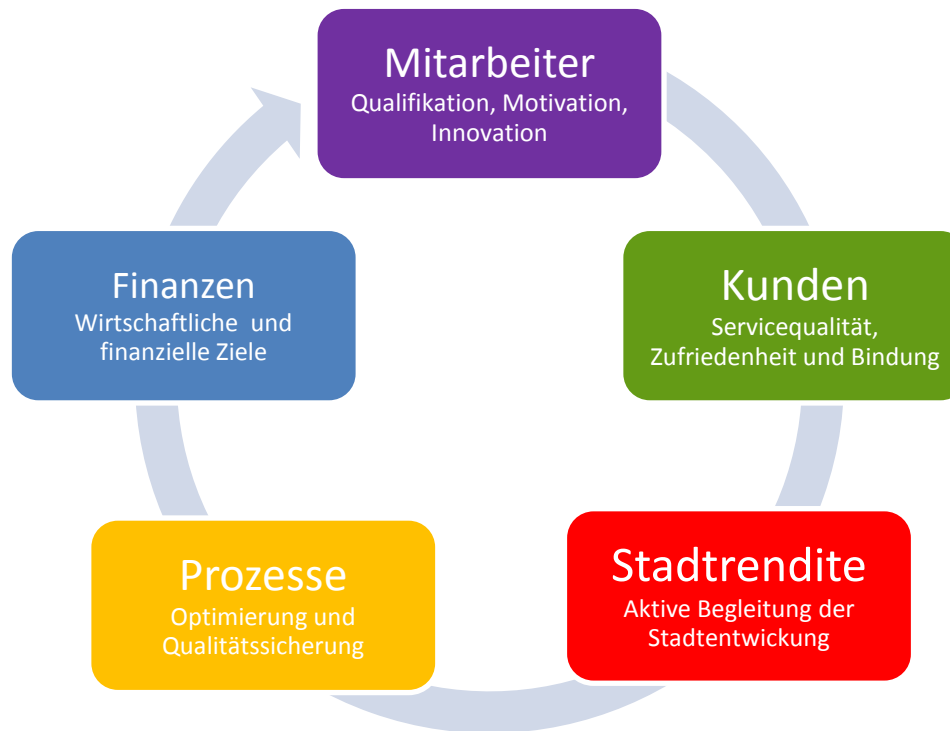 Mitarbeiter
Qualifikation, Motivation,
Innovation
Kunden
Servicequalität,
Zufriedenheit und Bindung
Stadtrendite
Aktive Begleitung der
Stadtentwickung
Prozesse
Optimierung und
Qualitätssicherung
Finanzen
Wirtschaftliche und
finanzielle Ziele